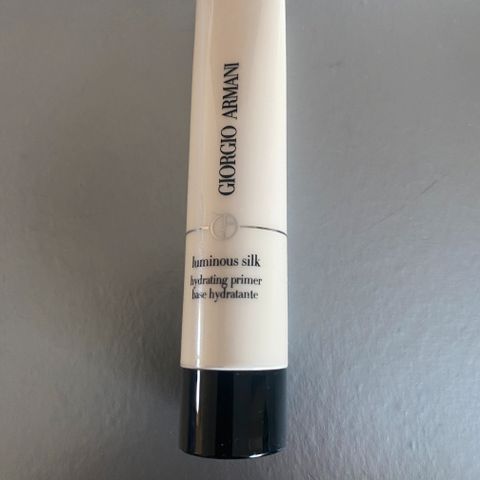 GIORGIO ARMANI
luminous silk
hydrating primer
base hydratante